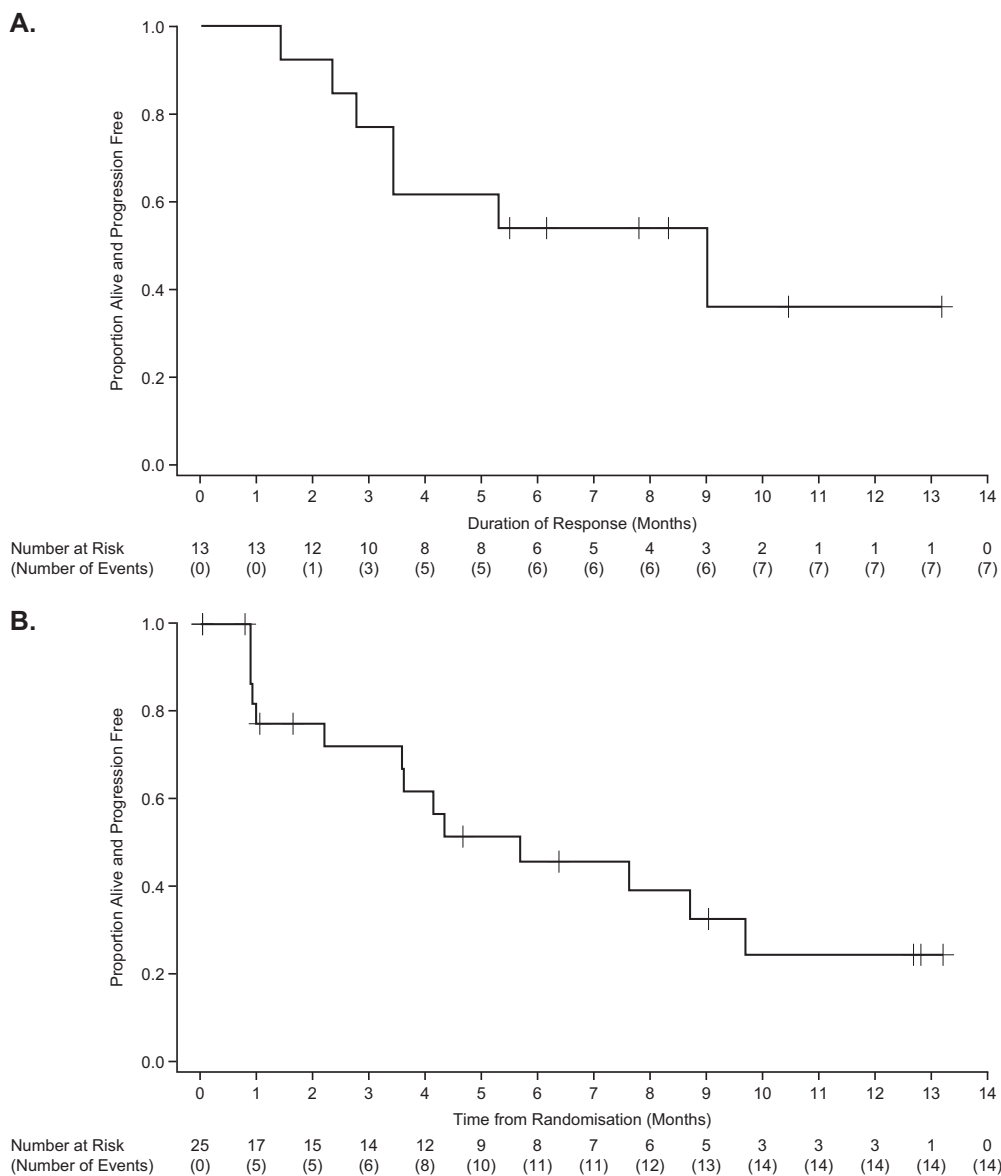 A.
1.0
0.8
0.6
0.4
0.2
0.0
Proportion Alive and Progression Free
0 1 2 3 4 5 6 7 8 9 10 11 12 13 14
Duration of Response (Months)
Number at Risk 13 13 12 10 8 8 6 5 4 3 2 1 1 1 0
(Number of Events) (0) (0) (1) (3) (5) (5) (6) (6) (6) (6) (7) (7) (7) (7) (7)
B.
1.0
0.8
0.6
0.4
0.2
0.0
Proportion Alive and Progression Free
0 1 2 3 4 5 6 7 8 9 10 11 12 13 14
Time from Randomisation (Months)
Number at Risk 25 17 15 14 12 9 8 7 6 5 3 3 3 1 0
(Number of Events) (0) (5) (5) (6) (8) (10) (11) (11) (12) (13) (14) (14) (14) (14) (14)